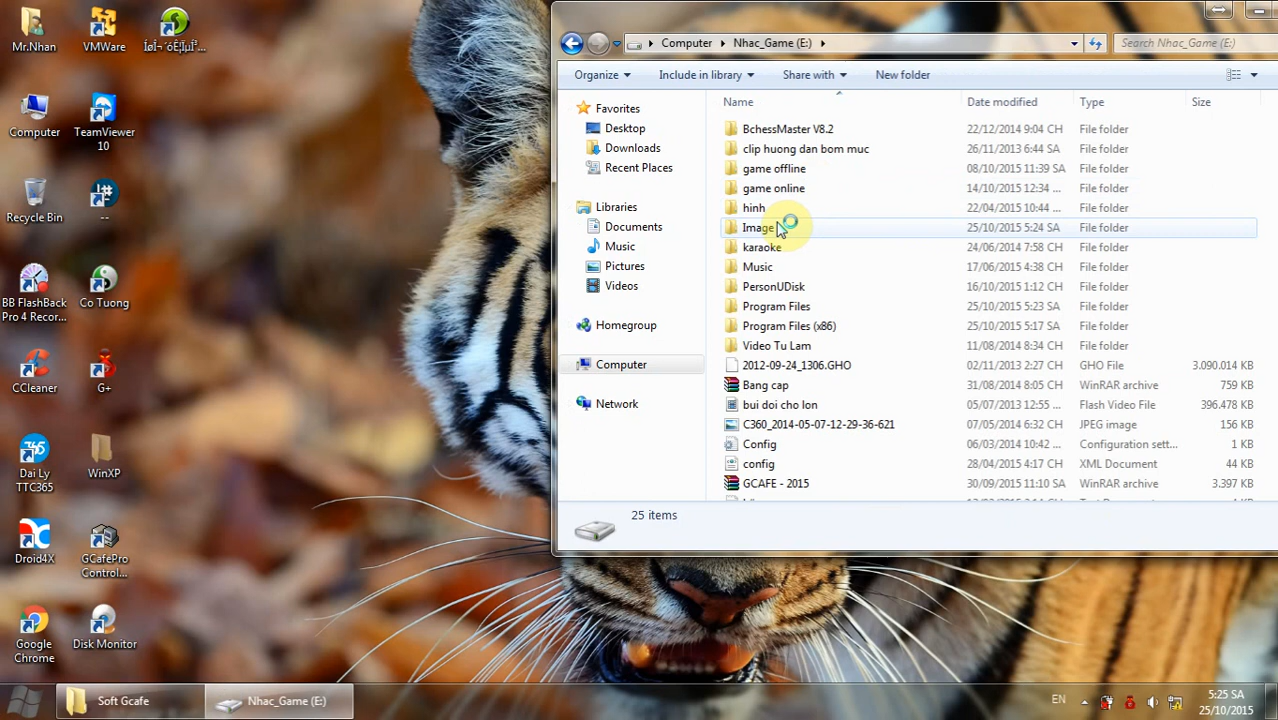 Mr.Nhan
VMWare
Computer
TeamViewer
10
Recycle Bin
--
BB FlashBack
Pro 4 Recor...
Co Tuong
CCleaner
G+
Dai Ly
TTC365
WinXP
Droid4X
GCafePro
Control...
Google
Chrome
Disk Monitor
Computer
Nhac_Game (E:)
Search Nhac_Game (E:)
Organize
Include in library
Share with
New folder
Favorites
Desktop
Downloads
Recent Places
Libraries
Documents
Music
Pictures
Videos
Homegroup
Computer
Network
Name Date modified Type Size
BchessMaster V8.2 22/12/2014 9:04 CH File folder
clip huong dan bom muc 26/11/2013 6:44 SA File folder
game offline 08/10/2015 11:39 SA File folder
game online 14/10/2015 12:34 ... File folder
hinh 22/04/2015 10:44 ... File folder
Image 25/10/2015 5:24 SA File folder
karaoke 24/06/2014 7:58 CH File folder
Music 17/06/2015 4:38 CH File folder
PersonUDisk 16/10/2015 1:12 CH File folder
Program Files 25/10/2015 5:23 SA File folder
Program Files (x86) 25/10/2015 5:17 SA File folder
Video Tu Lam 11/08/2014 8:34 CH File folder
2012-09-24_1306.GHO 02/11/2013 2:27 CH GHO File 3.090.014 KB
Bang cap 31/08/2014 8:05 CH WinRAR archive 759 KB
bui doi cho lon 05/07/2013 12:55 ... Flash Video File 396.478 KB
C360_2014-05-07-12-29-36-621 07/05/2014 6:32 CH JPEG image 156 KB
Config 06/03/2014 10:42 ... Configuration sett... 1 KB
config 28/04/2015 4:17 CH XML Document 44 KB
GCAFE - 2015 30/09/2015 11:10 SA WinRAR archive 3.397 KB
25 items
Soft Gcafe
Nhac_Game (E:)
EN
5:25 SA
25/10/2015